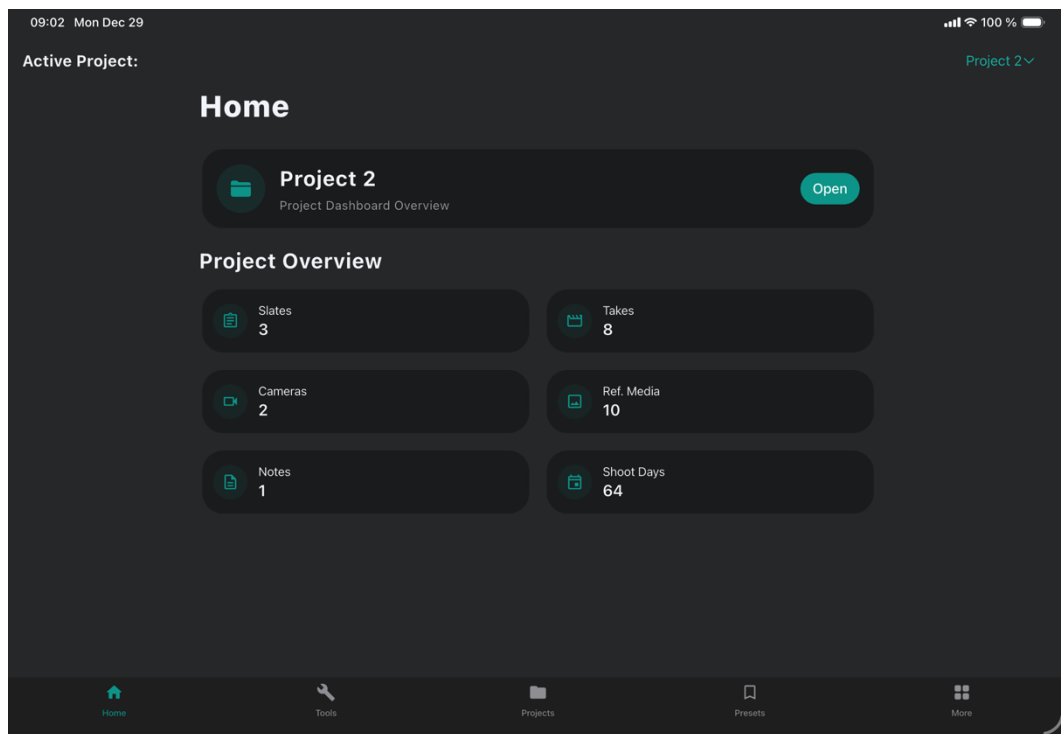 09:02 Mon Dec 29
100 %
Active Project:
Project 2
Home
Project 2
Project Dashboard Overview
Open
Project Overview
Slates
3
Takes
8
Cameras
2
Ref. Media
10
Notes
1
Shoot Days
64
Home
Tools
Projects
Presets
More